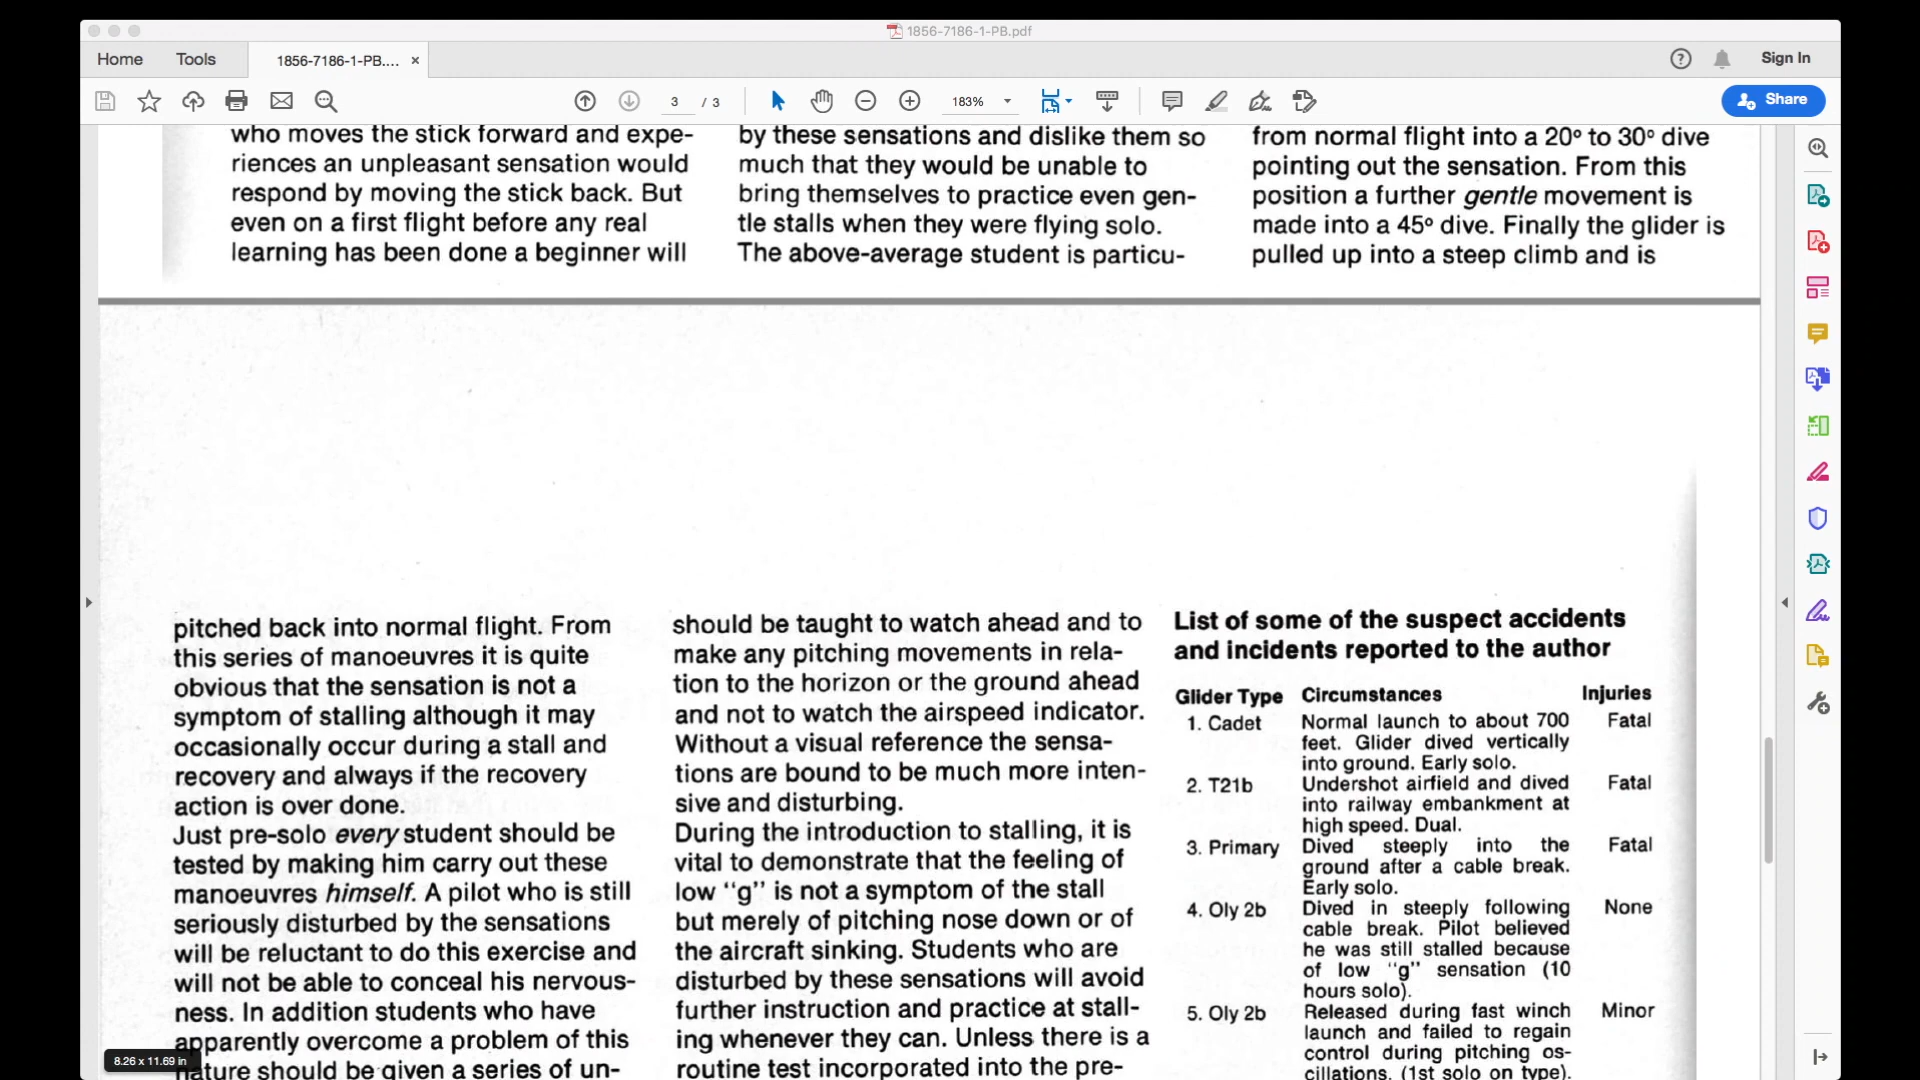 1856-7186-1-PB.pdf
Home
Tools
1856-7186-1-PB....
Sign In
3 / 3
183%
Share
who moves the stick forward and expe-
riences an unpleasant sensation would
respond by moving the stick back. But
even on a first flight before any real
learning has been done a beginner will
by these sensations and dislike them so
much that they would be unable to
bring themselves to practice even gen-
tle stalls when they were flying solo.
The above-average student is particu-
from normal flight into a 20º to 30º dive
pointing out the sensation. From this
position a further gentle movement is
made into a 45º dive. Finally the glider is
pulled up into a steep climb and is
pitched back into normal flight. From
this series of manoeuvres it is quite
obvious that the sensation is not a
symptom of stalling although it may
occasionally occur during a stall and
recovery and always if the recovery
action is over done.
Just pre-solo every student should be
tested by making him carry out these
manoeuvres himself. A pilot who is still
seriously disturbed by the sensations
will be reluctant to do this exercise and
will not be able to conceal his nervous-
ness. In addition students who have
apparently overcome a problem of this
nature should be given a series of un-
should be taught to watch ahead and to
make any pitching movements in rela-
tion to the horizon or the ground ahead
and not to watch the airspeed indicator.
Without a visual reference the sensa-
tions are bound to be much more inten-
sive and disturbing.
During the introduction to stalling, it is
vital to demonstrate that the feeling of
low "g" is not a symptom of the stall
but merely of pitching nose down or of
the aircraft sinking. Students who are
disturbed by these sensations will avoid
further instruction and practice at stall-
ing whenever they can. Unless there is a
routine test incorporated into the pre-
List of some of the suspect accidents
and incidents reported to the author
Glider Type Circumstances Injuries
1. Cadet Normal launch to about 700 Fatal
feet. Glider dived vertically
into ground. Early solo.
2. T21b Undershot airfield and dived Fatal
into railway embankment at
high speed. Dual.
3. Primary Dived steeply into the Fatal
ground after a cable break.
Early solo.
4. Oly 2b Dived in steeply following None
cable break. Pilot believed
he was still stalled because
of low "g" sensation (10
hours solo).
5. Oly 2b Released during fast winch Minor
launch and failed to regain
control during pitching os-
cillations. (1st solo on type).
8.26 x 11.69 in